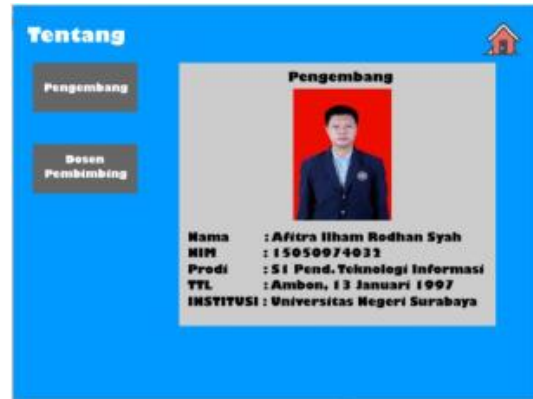 Tentang
Pengembang
Dosen
Pembimbing
Pengembang
Nama : Afitra Ilham Rodhan Syah
NIM : 15050974032
Prodi : S1 Pend. Teknologi Informasi
TTL : Ambon, 13 Januari 1997
INSTITUSI : Universitas Negeri Surabaya